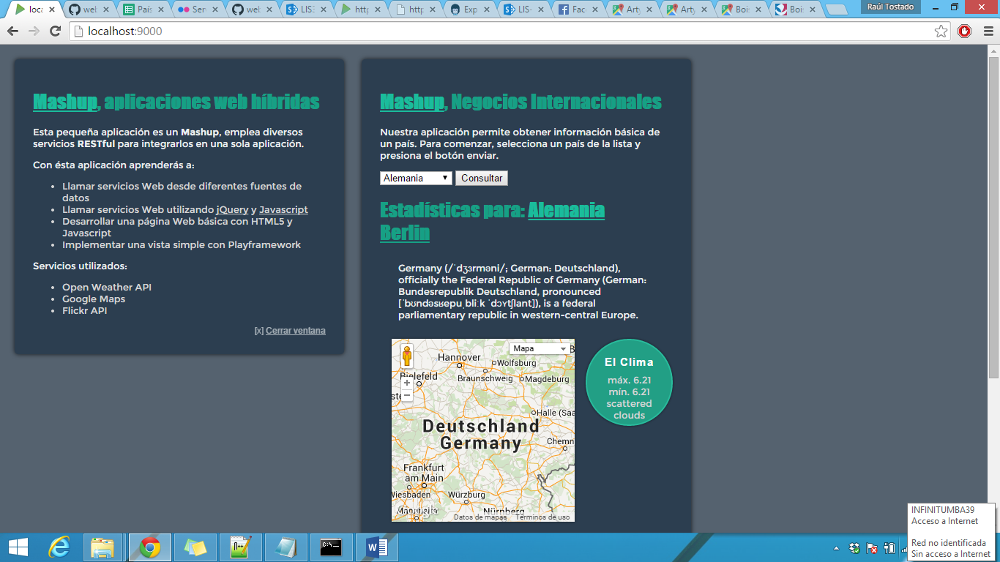 loca
web
País
Ser
web
LIS3
http
http
Exp
LIS-
Fac
Arty
Arty
Bois
Bois
Raúl Tostado
localhost:9000
Mashup, aplicaciones web híbridas
Esta pequeña aplicación es un Mashup, emplea diversos
servicios RESTful para integrarlos en una sola aplicación.
Con ésta aplicación aprenderás a:
Llamar servicios Web desde diferentes fuentes de
datos
Llamar servicios Web utilizando jQuery y Javascript
Desarrollar una página Web básica con HTML5 y
Javascript
Implementar una vista simple con Playframework
Servicios utilizados:
Open Weather API
Google Maps
Flickr API
[x] Cerrar ventana
Mashup, Negocios Internacionales
Nuestra aplicación permite obtener información básica de
un país. Para comenzar, selecciona un país de la lista y
presiona el botón enviar.
Alemania Consultar
Estadísticas para: Alemania
Berlin
Germany (/ˈdʒɜrməni/; German: Deutschland),
officially the Federal Republic of Germany (German:
Bundesrepublik Deutschland, pronounced
[ˈbʊndəsʁepuˌbliːk ˈdɔʏtʃlant]), is a federal
parliamentary republic in western-central Europe.
Mapa
Hannover
Wolfsburg
Bielefeld
Braunschweig
Magdeburg
Halle (Saa
Deutschland
Germany
Chemn
Frankfurt
am Main
Wiesbaden
Würzburg
Nürnberg
Datos de mapas Términos de uso
El Clima
máx. 6.21
mín. 6.21
scattered
clouds
INFINITUMBA39
Acceso a Internet
Red no identificada
Sin acceso a Internet